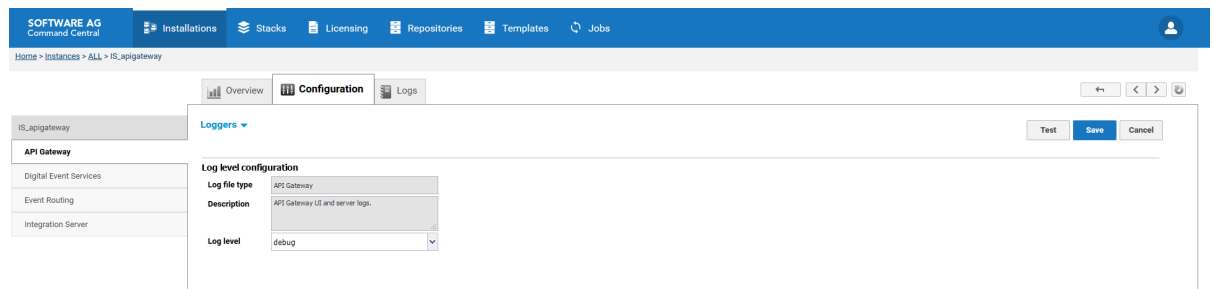 SOFTWARE AG
Command Central
Installations
Stacks
Licensing
Repositories
Templates
Jobs
Home > Instances > ALL > IS_apigateway
Overview
Configuration
Logs
IS_apigateway
API Gateway
Digital Event Services
Event Routing
Integration Server
Loggers
Test
Save
Cancel
Log level configuration
Log file type
API Gateway
Description
API Gateway UI and server logs.
Log level
debug